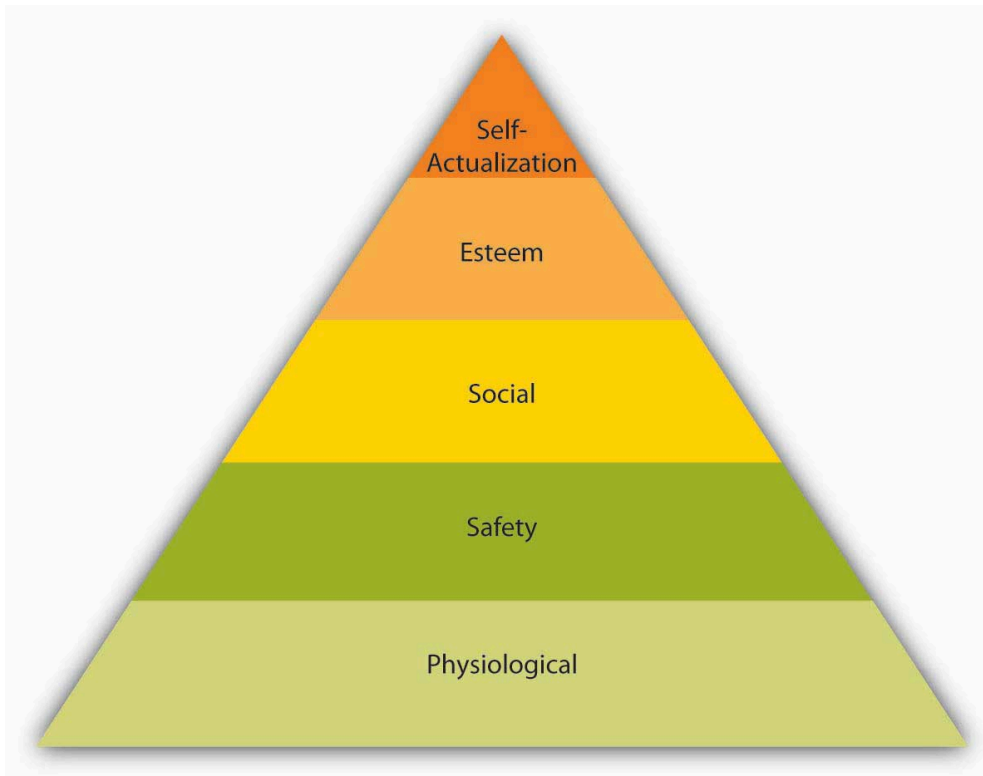 Self-
Actualization
Esteem
Social
Safety
Physiological